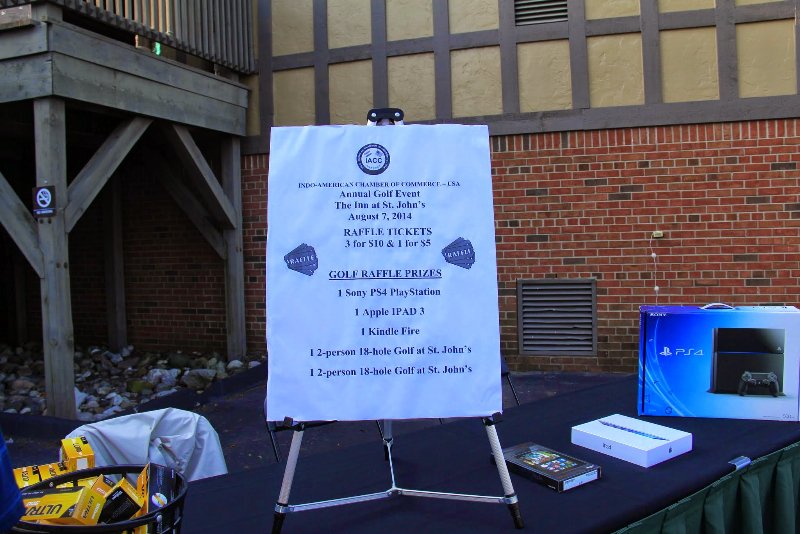 IACC
INDO-AMERICAN CHAMBER OF COMMERCE - USA
Annual Golf Event
The Inn at St. John's
August 7, 2014
RAFFLE TICKETS
3 for $10 & 1 for $5
RAFFLE
RAFFLE
GOLF RAFFLE PRIZES
1 Sony PS4 PlayStation
1 Apple IPAD 3
1 Kindle Fire
1 2-person 18-hole Golf at St. John's
1 2-person 18-hole Golf at St. John's
SONY
PS4
iPad
ULTRA
ULTRA